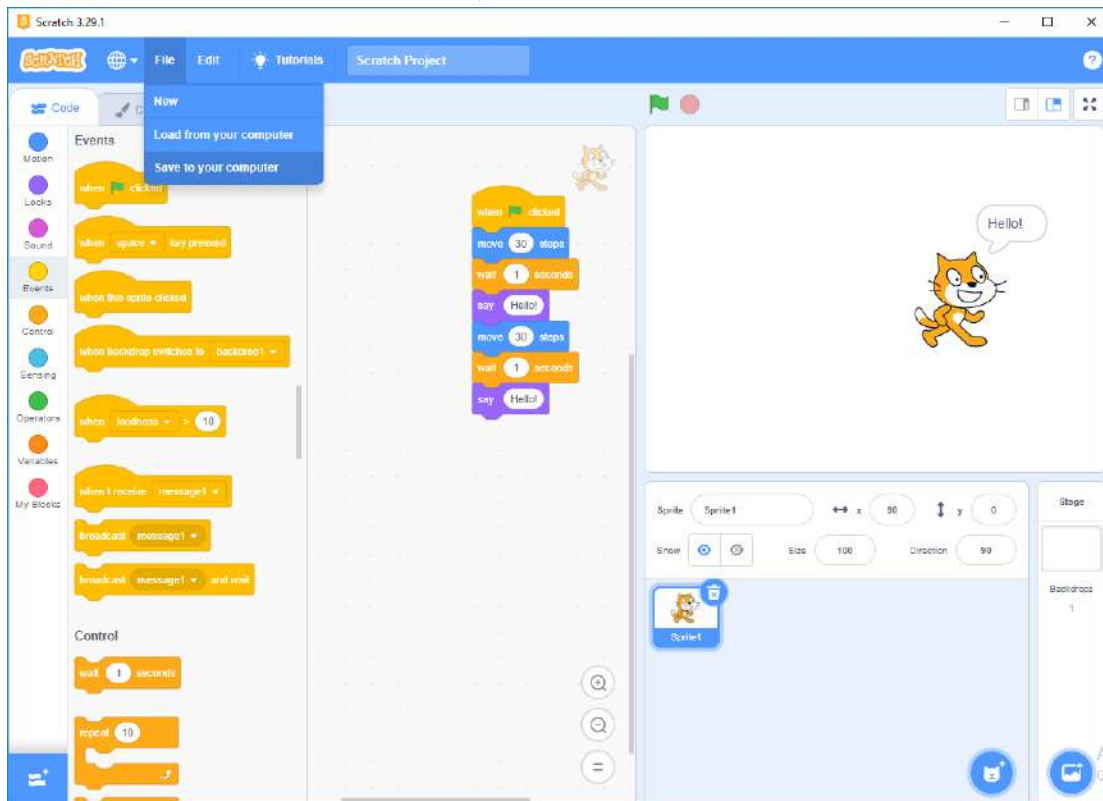 Scratch 3.29.1
SCRATCH
File Edit Tutorials Scratch Project
New
Load from your computer
Save to your computer
Code
C
Motion
Looks
Sound
Events
Control
Sensing
Operators
Variables
My Blocks
Events
when clicked
when space key pressed
when this sprite clicked
when backdrop switches to backdrop1
when loudness > 10
when I receive message1
broadcast message1
broadcast message1 and wait
Control
wait 1 seconds
repeat 10
when clicked
move 30 steps
wait 1 seconds
say Hello!
move 30 steps
wait 1 seconds
say Hello!
Hello!
Sprite Sprite1 x 90 y 0
Show Size 100 Direction 90
Sprite1
Stage
Backdrops
1